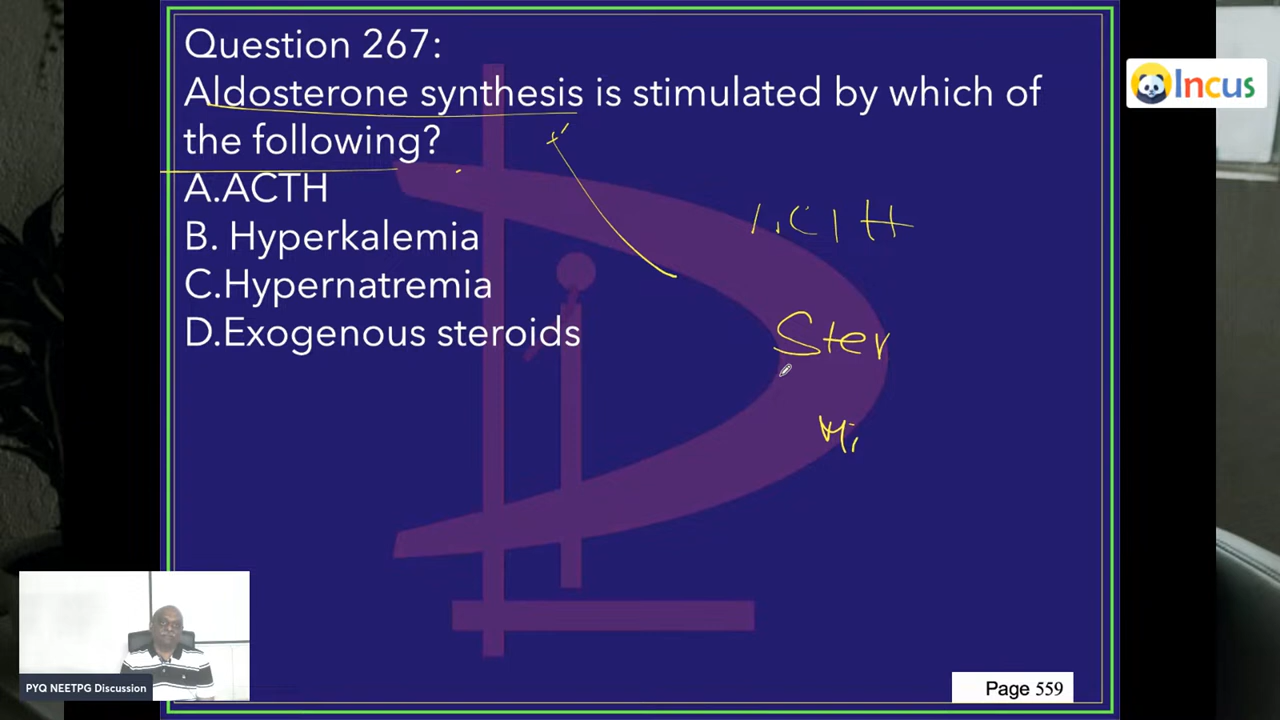 Question 267:
Aldosterone synthesis is stimulated by which of
the following?
A.ACTH
B. Hyperkalemia
C.Hypernatremia
D.Exogenous steroids
Ster
Incus
PYQ NEETPG Discussion
Page 559